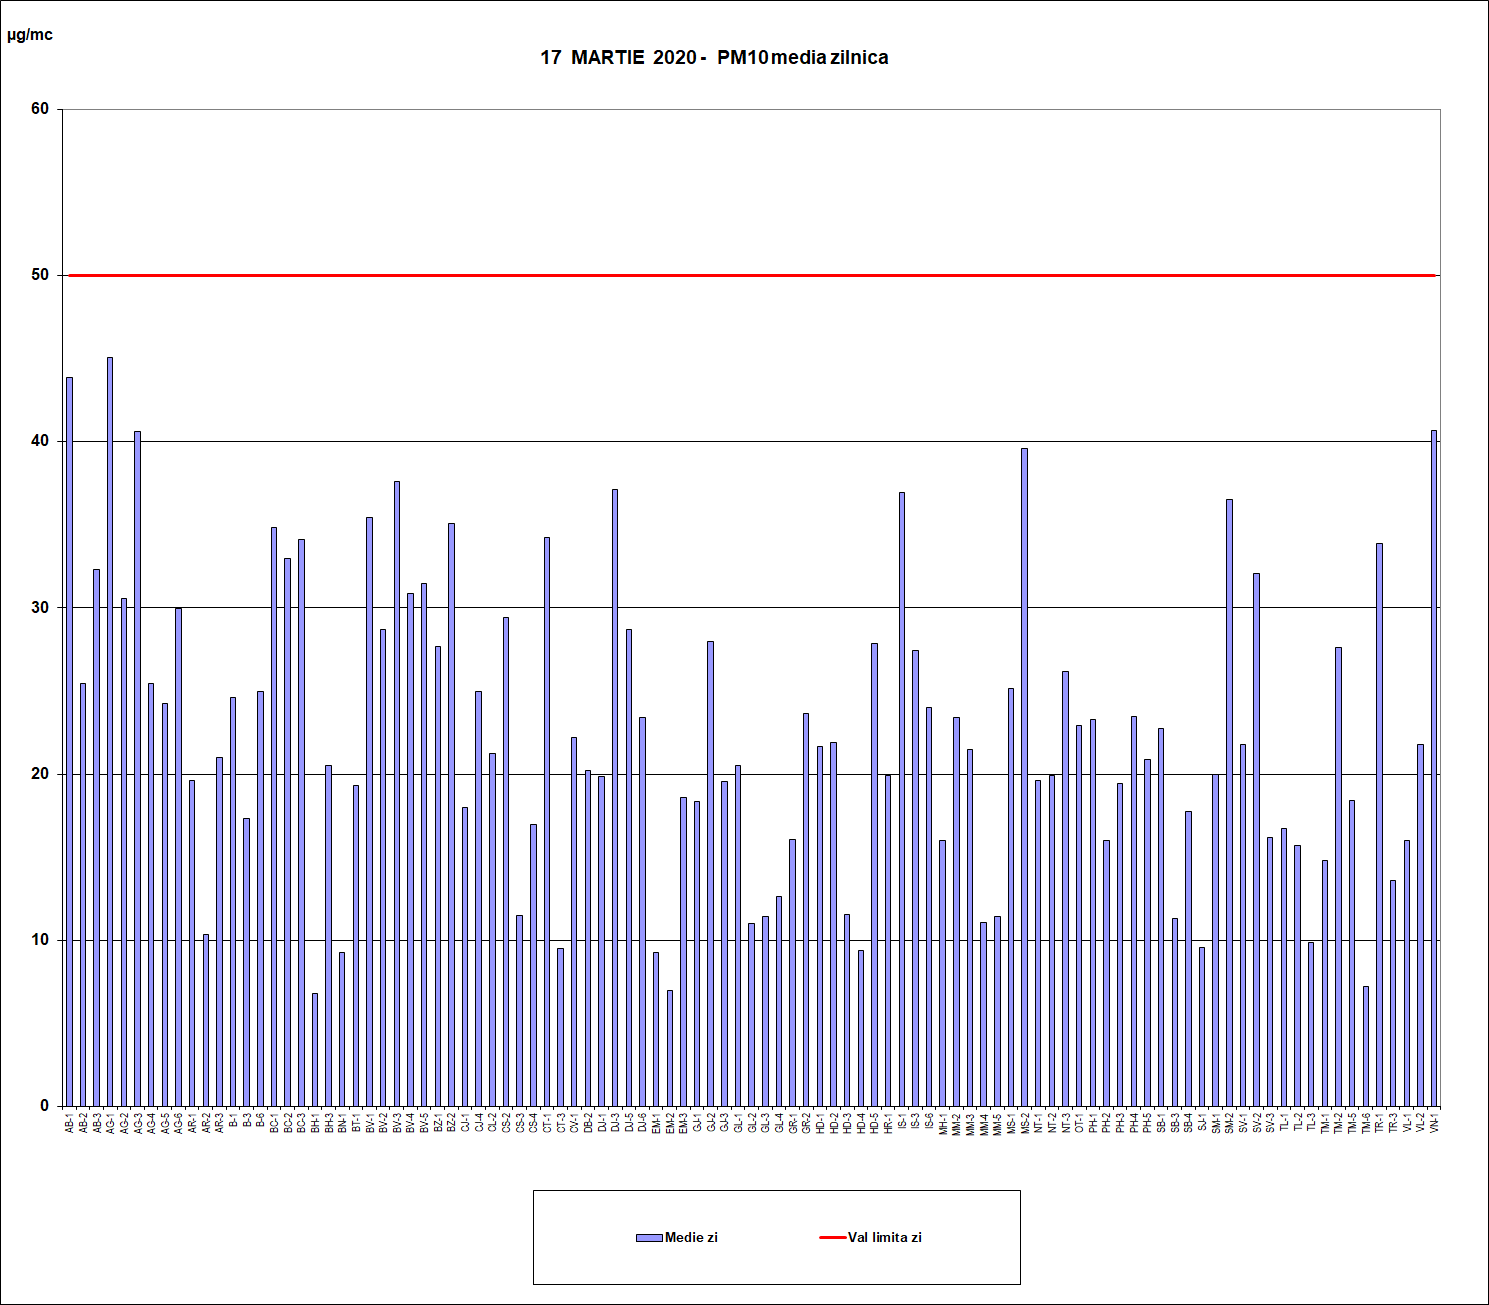 µg/mc
17 MARTIE 2020 - PM10 media zilnica
60
50
40
30
20
10
0
AB-1 AB-2 AB-3 AG-1 AG-2 AG-3 AG-4 AG-5 AG-6 AR-1 AR-2 AR-3 B-1 B-3 B-6 BC-1 BC-2 BC-3 BH-1 BH-3 BN-1 BT-1 BV-1 BV-2 BV-3 BV-4 BV-5 BZ-1 BZ-2 CJ-1 CJ-4 CL-2 CS-2 CS-3 CS-4 CT-1 CT-3 CV-1 DB-2 DJ-1 DJ-3 DJ-5 DJ-6 EM-1 EM-2 EM-3 GJ-1 GJ-2 GJ-3 GL-1 GL-2 GL-3 GL-4 GR-1 GR-2 HD-1 HD-2 HD-3 HD-4 HD-5 HR-1 IS-1 IS-3 IS-6 MH-1 MM-2 MM-3 MM-4 MM-5 MS-1 MS-2 NT-1 NT-2 NT-3 OT-1 PH-1 PH-2 PH-3 PH-4 PH-5 SB-1 SB-3 SB-4 SJ-1 SM-1 SM-2 SV-1 SV-2 SV-3 TL-1 TL-2 TL-3 TM-1 TM-2 TM-5 TM-6 TR-1 TR-3 VL-1 VL-2 VN-1
Medie zi
Val limita zi